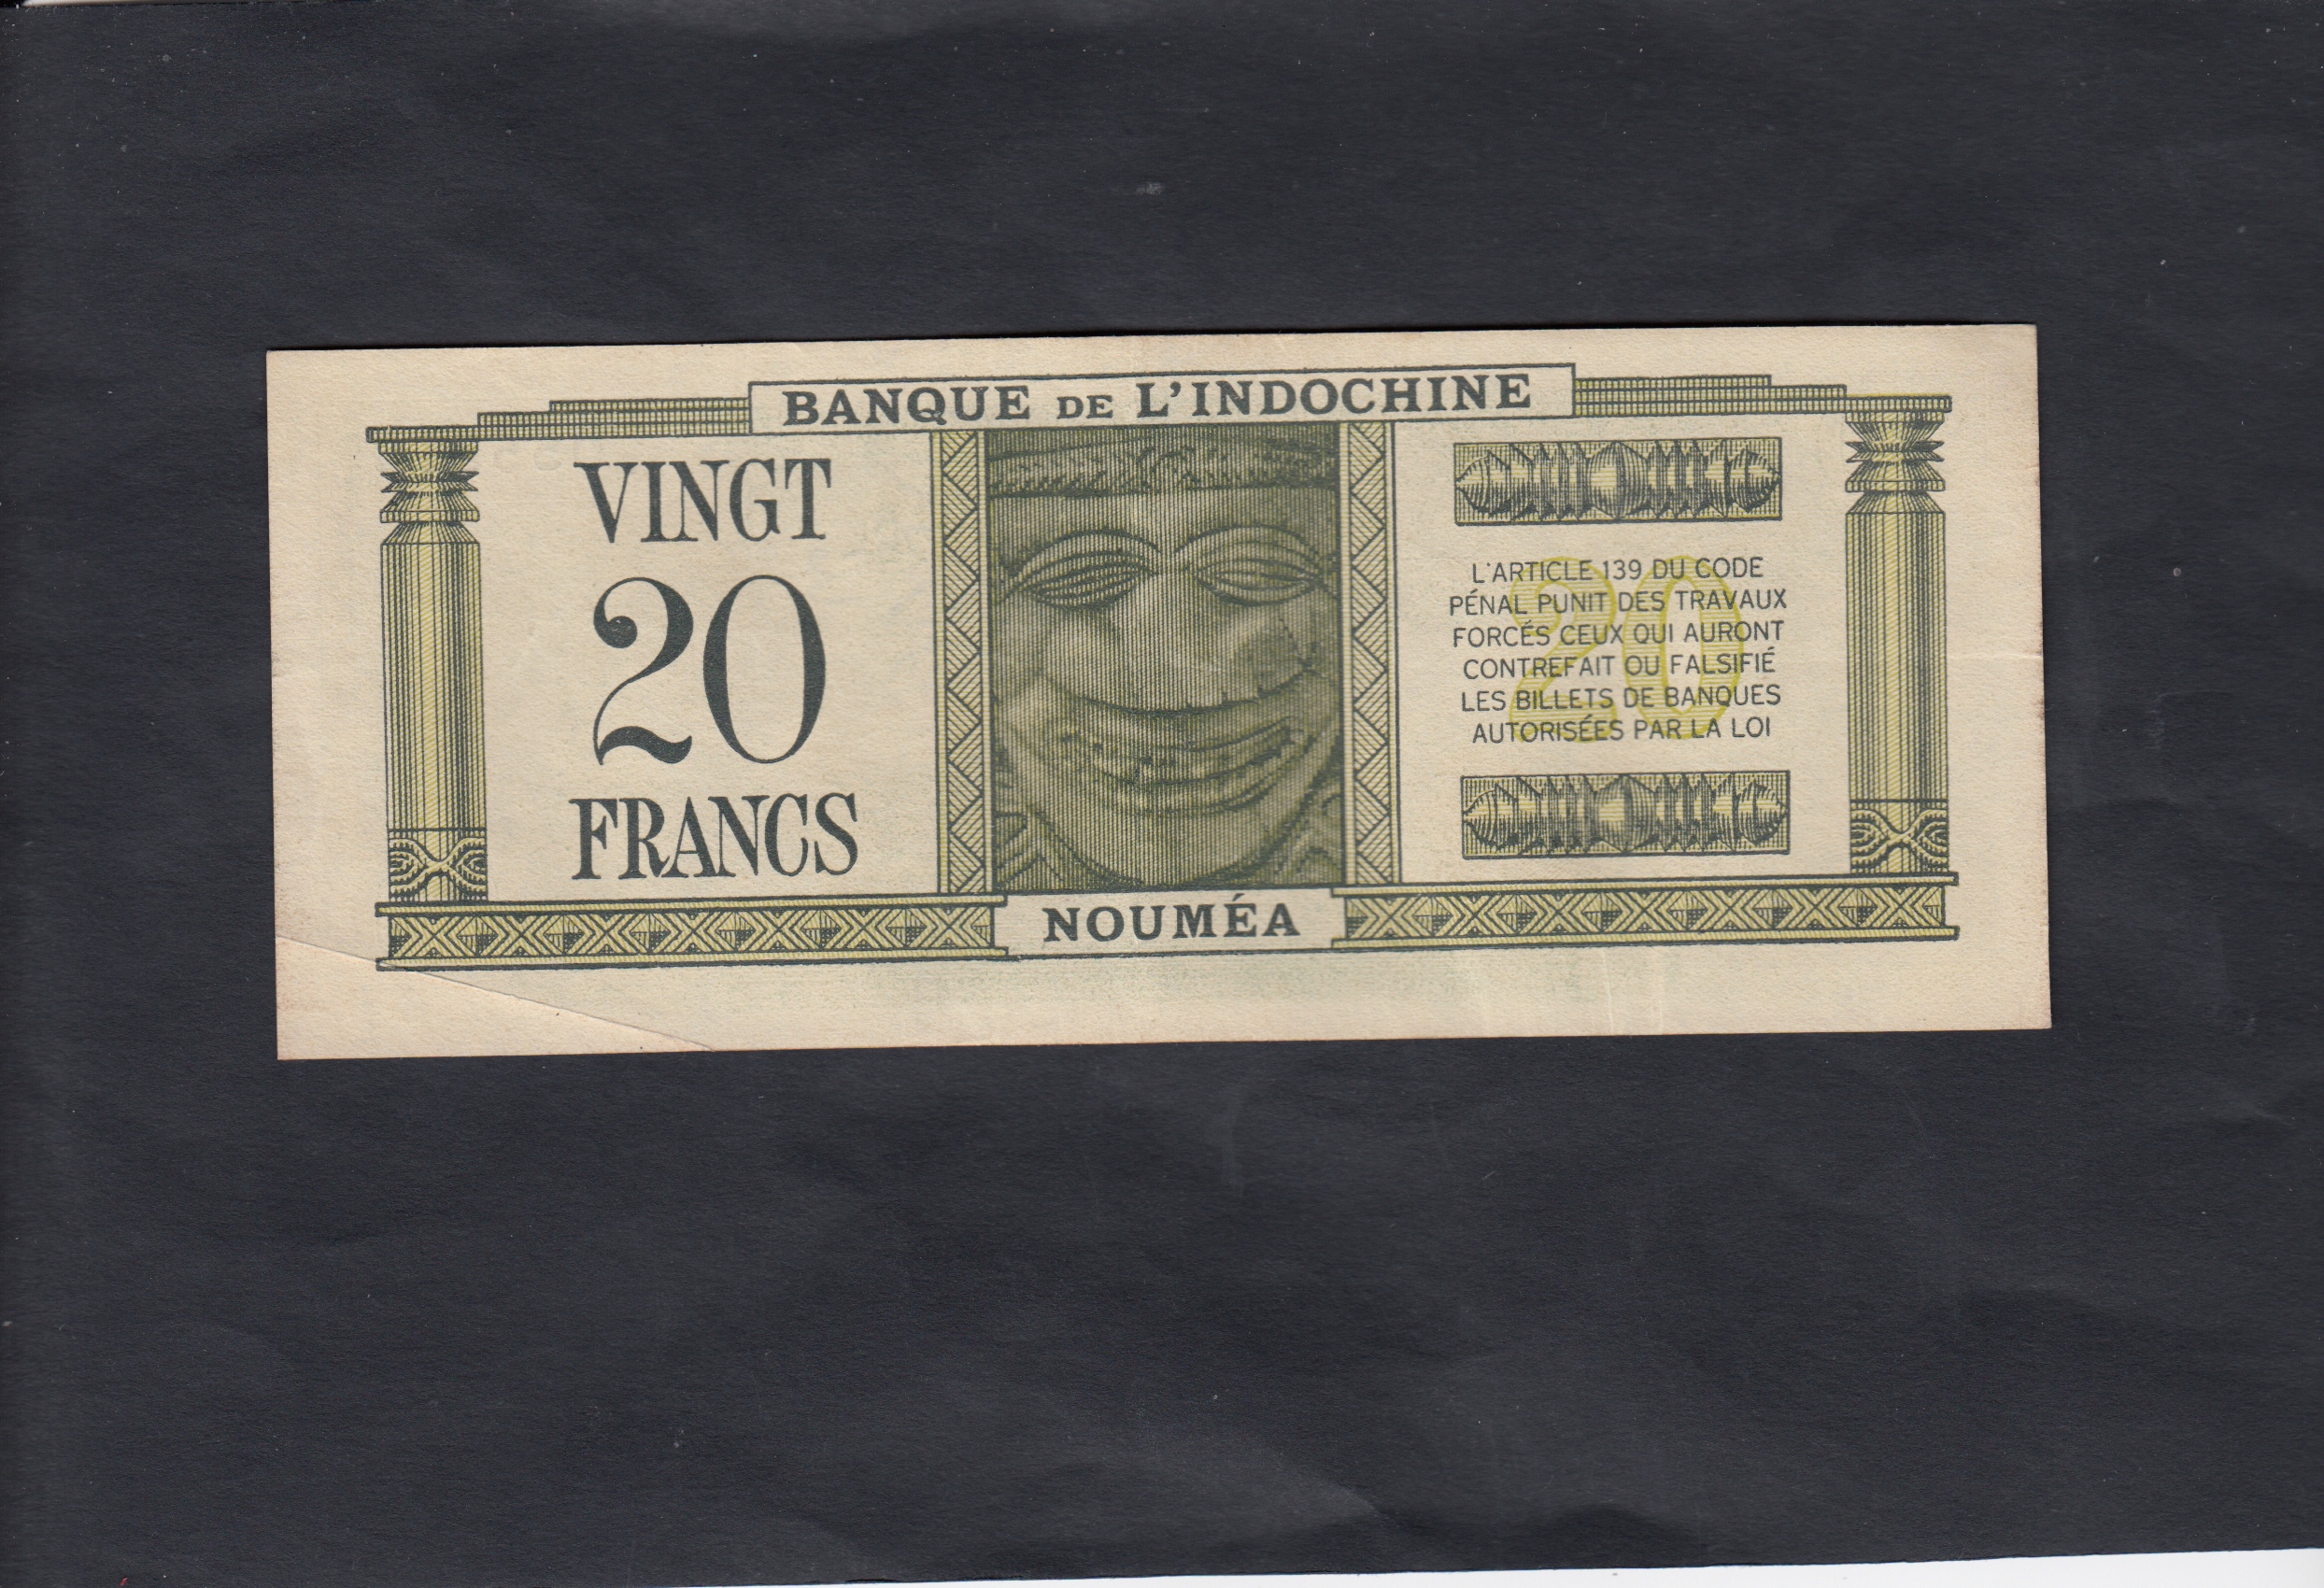 BANQUE DE L'INDOCHINE
VINGT
20
FRANCS
L'ARTICLE 139 DU CODE
PÉNAL PUNIT DES TRAVAUX
FORCÉS CEUX QUI AURONT
CONTREFAIT OU FALSIFIÉ
LES BILLETS DE BANQUES
AUTORISÉES PAR LA LOI
20
NOUMÉA